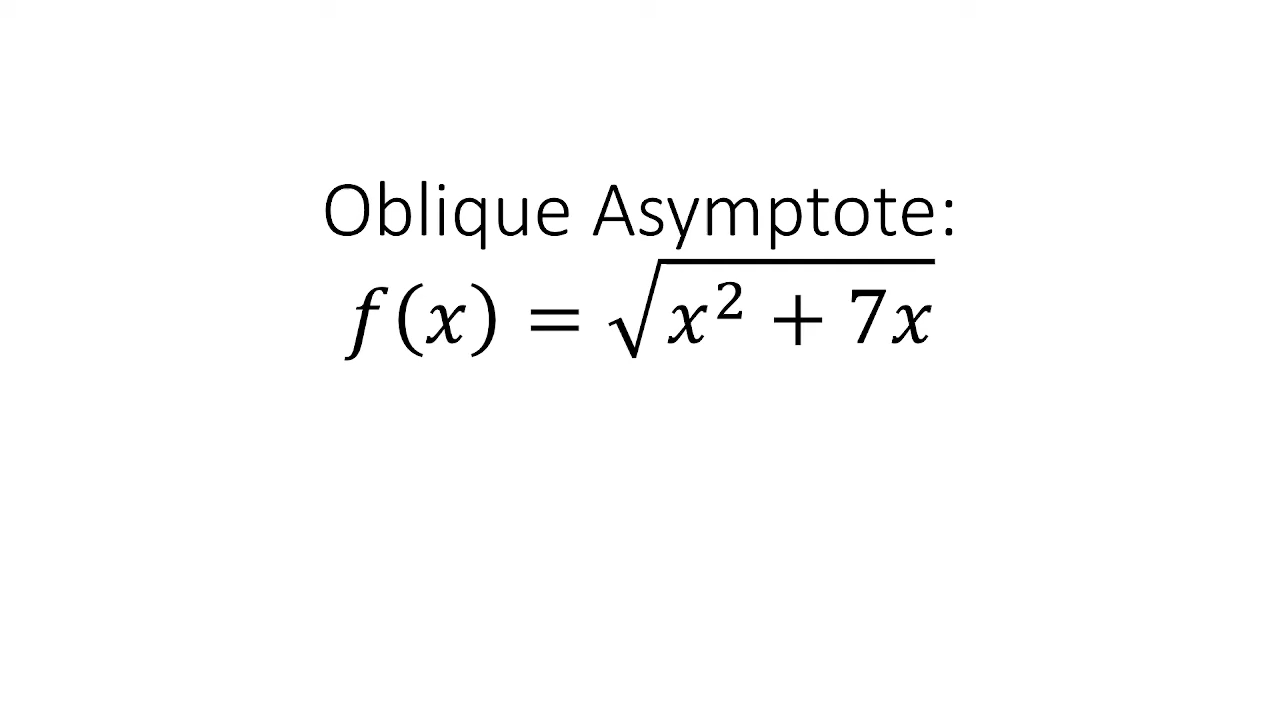 Oblique Asymptote:
𝑓(𝑥) = √(𝑥² + 7𝑥)